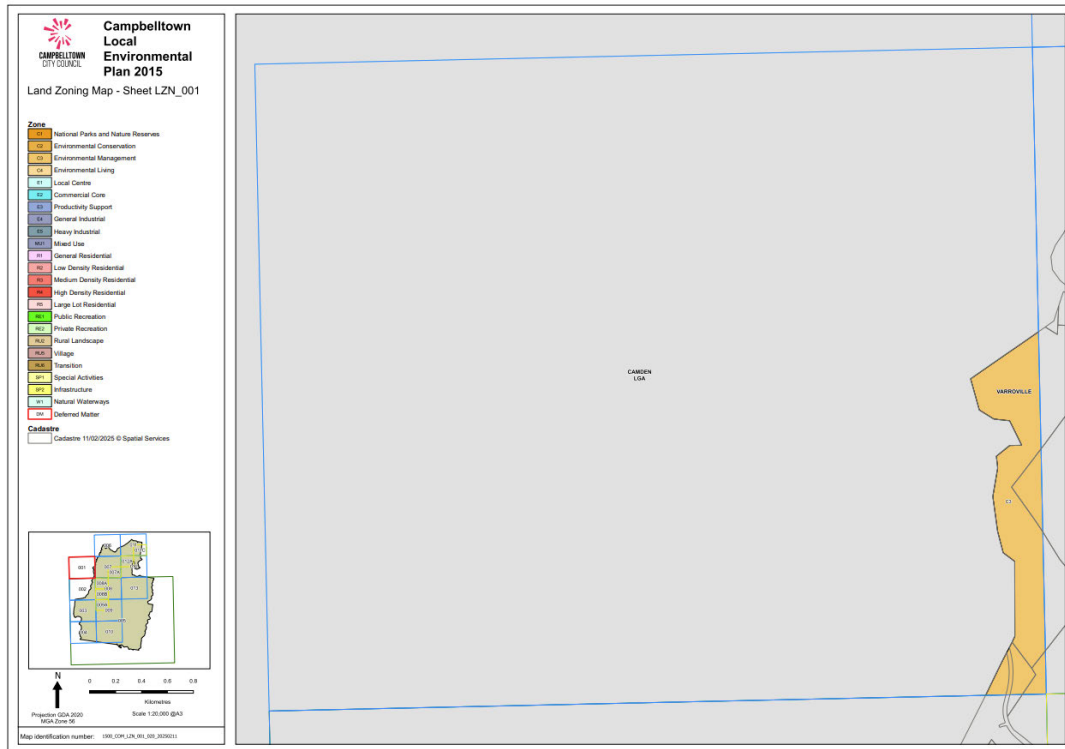 CAMPBELLTOWN
CITY COUNCIL
Campbelltown
Local
Environmental
Plan 2015
Land Zoning Map - Sheet LZN_001
Zone
C1 National Parks and Nature Reserves
C2 Environmental Conservation
C3 Environmental Management
C4 Environmental Living
E1 Local Centre
E2 Commercial Core
E3 Productivity Support
E4 General Industrial
E5 Heavy Industrial
MU1 Mixed Use
R1 General Residential
R2 Low Density Residential
R3 Medium Density Residential
R4 High Density Residential
R5 Large Lot Residential
RE1 Public Recreation
RE2 Private Recreation
RU2 Rural Landscape
RU5 Village
RU6 Transition
SP1 Special Activities
SP2 Infrastructure
W1 Natural Waterways
DM Deferred Matter
Cadastre
Cadastre 11/02/2025 © Spatial Services
001
002
013
N
0 0.2 0.4 0.6 0.8
Kilometres
Projection GDA 2020
MGA Zone 56
Scale 1:20,000 @A3
Map identification number: 1500_COM_LZN_001_020_20250211
CAMDEN
LGA
VARROVILLE
C3